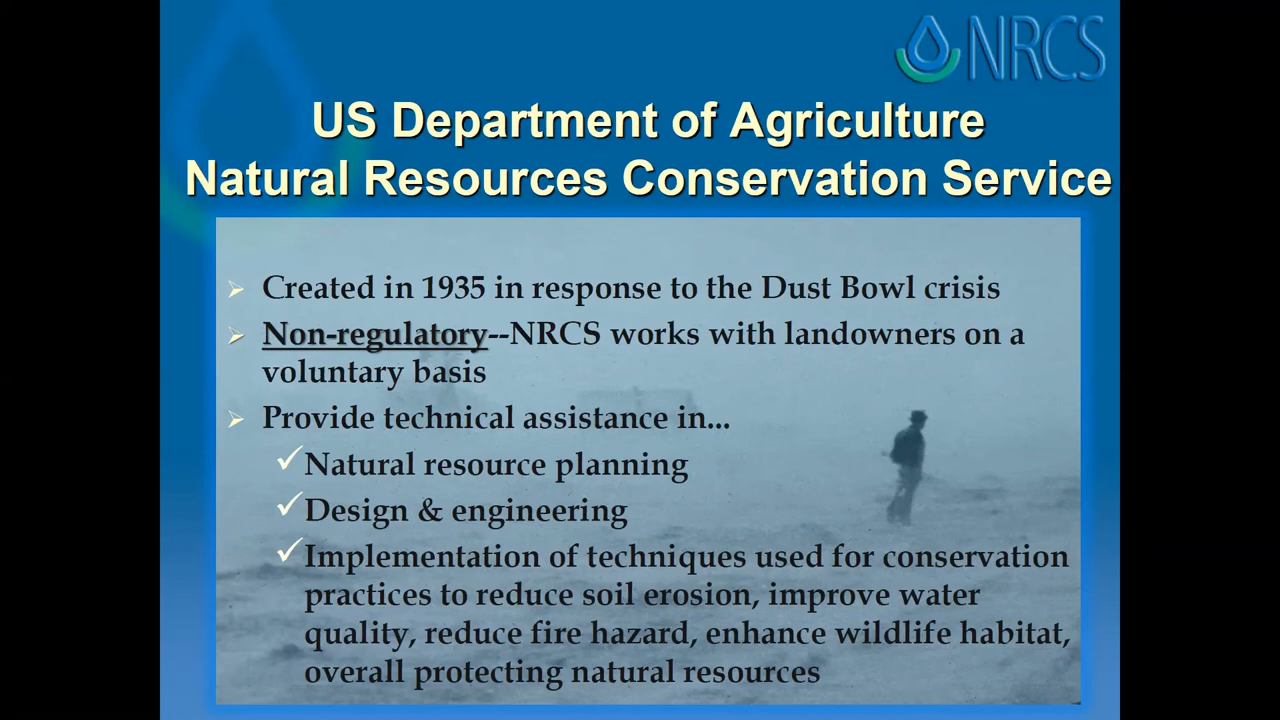 NRCS
US Department of Agriculture
Natural Resources Conservation Service
Created in 1935 in response to the Dust Bowl crisis
Non-regulatory--NRCS works with landowners on a
voluntary basis
Provide technical assistance in...
Natural resource planning
Design & engineering
Implementation of techniques used for conservation
practices to reduce soil erosion, improve water
quality, reduce fire hazard, enhance wildlife habitat,
overall protecting natural resources